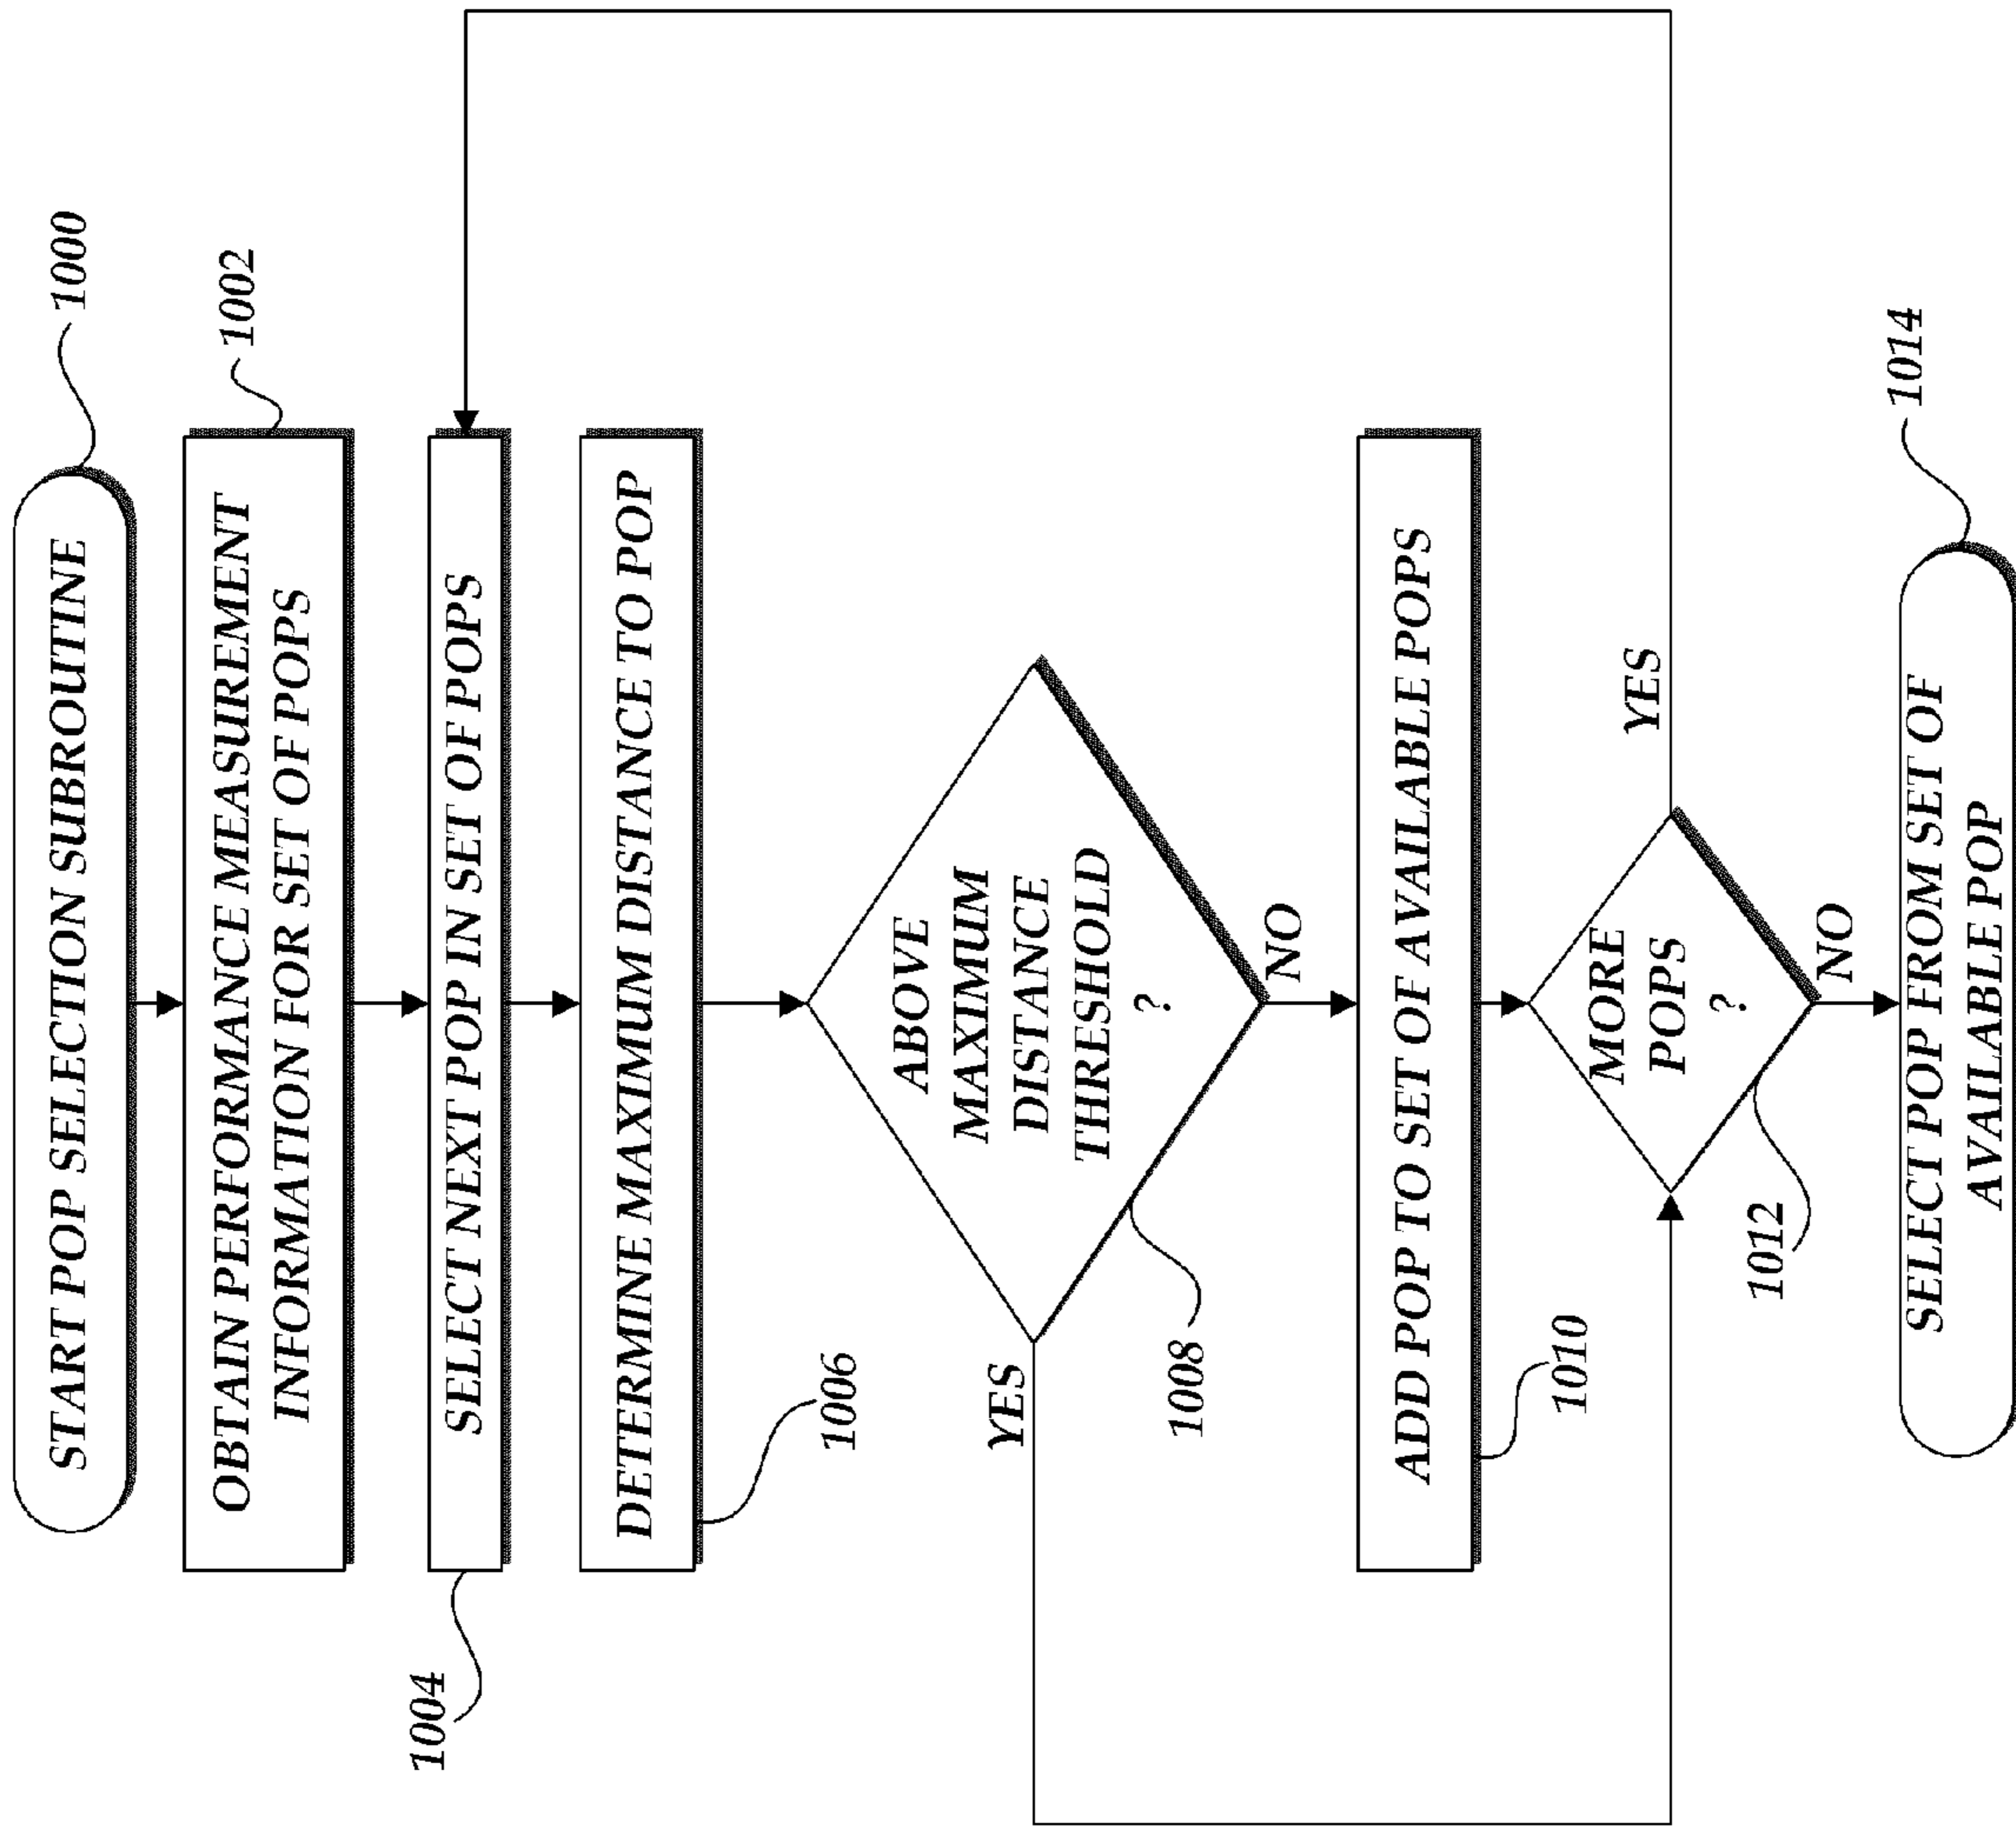 START POP SELECTION SUBROUTINE
1000
OBTAIN PERFORMANCE MEASUREMENT
INFORMATION FOR SET OF POPS
1002
SELECT NEXT POP IN SET OF POPS
1004
DETERMINE MAXIMUM DISTANCE TO POP
1006
ABOVE
MAXIMUM
DISTANCE
THRESHOLD
?
YES
1008
NO
ADD POP TO SET OF AVAILABLE POPS
1010
MORE
POPS
?
YES
1012
NO
SELECT POP FROM SET OF
AVAILABLE POP
1014